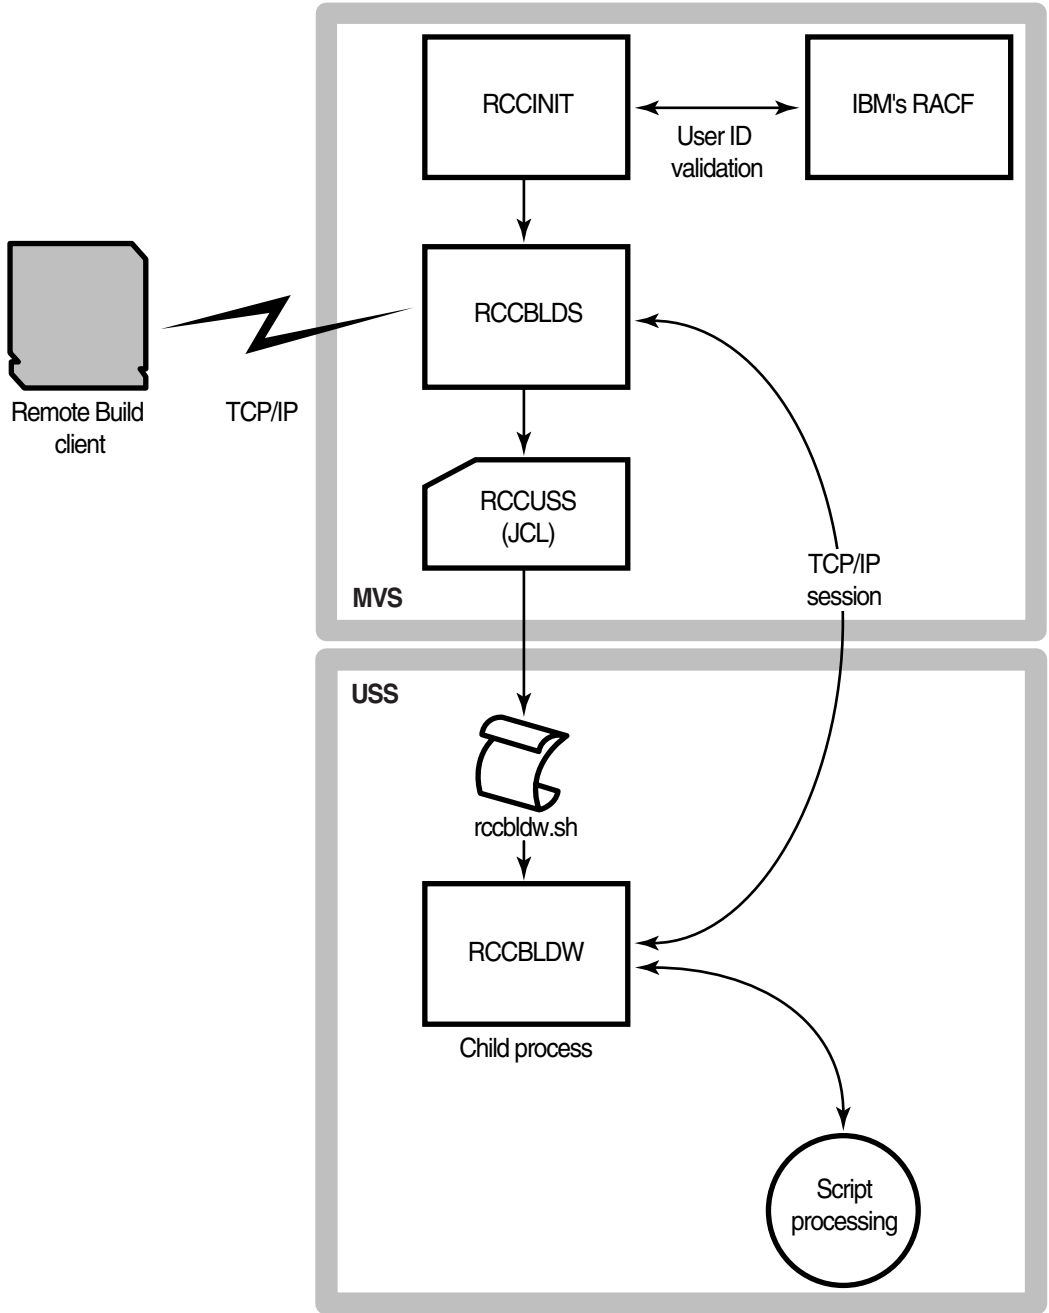 RCCINIT
IBM's RACF
User ID
validation
RCCBLDS
Remote Build
client
TCP/IP
RCCUSS
(JCL)
TCP/IP
session
MVS
USS
rccbldw.sh
RCCBLDW
Child process
Script
processing